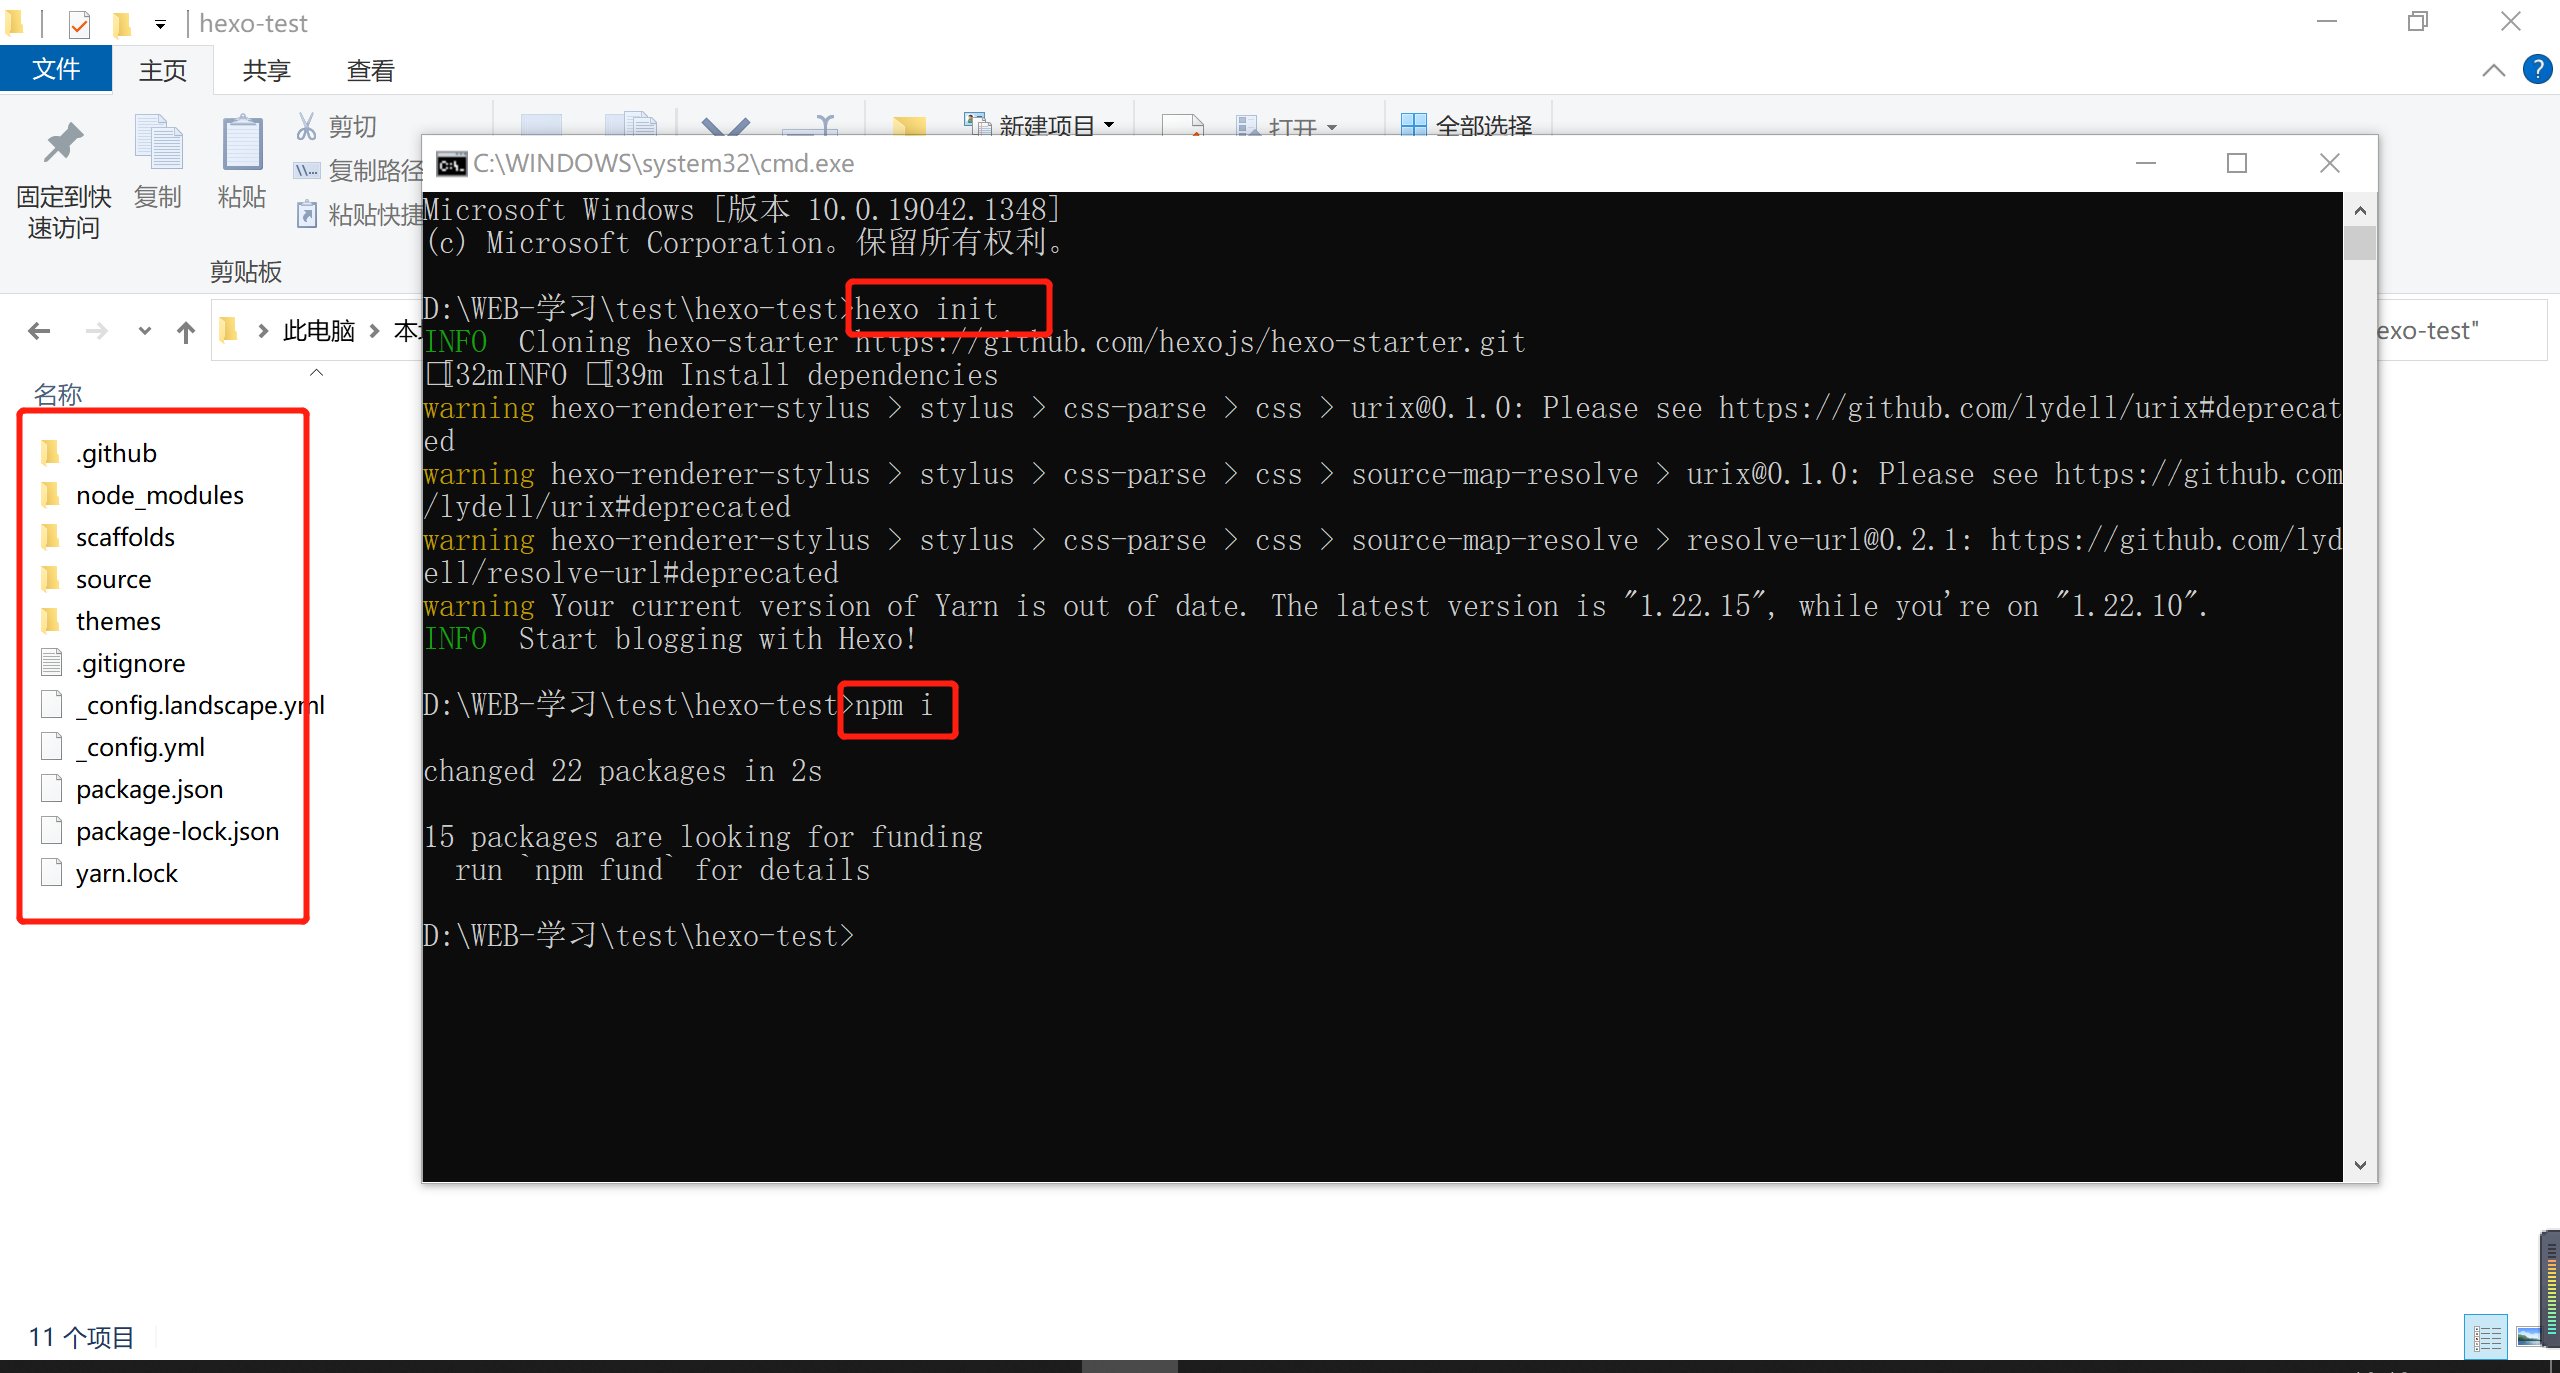 hexo-test
文件 主页 共享 查看
剪切
新建项目
打开
全部选择
复制路径
固定到快
速访问
复制
粘贴
粘贴快捷
剪贴板
此电脑
exo-test"
名称
.github
node_modules
scaffolds
source
themes
.gitignore
_config.landscape.yml
_config.yml
package.json
package-lock.json
yarn.lock
11 个项目
C:\WINDOWS\system32\cmd.exe
Microsoft Windows [版本 10.0.19042.1348]
(c) Microsoft Corporation。保留所有权利。
D:\WEB-学习\test\hexo-test>hexo init
INFO  Cloning hexo-starter https://github.com/hexojs/hexo-starter.git
[32mINFO [39m Install dependencies
warning hexo-renderer-stylus > stylus > css-parse > css > urix@0.1.0: Please see https://github.com/lydell/urix#deprecat
ed
warning hexo-renderer-stylus > stylus > css-parse > css > source-map-resolve > urix@0.1.0: Please see https://github.com
/lydell/urix#deprecated
warning hexo-renderer-stylus > stylus > css-parse > css > source-map-resolve > resolve-url@0.2.1: https://github.com/lyd
ell/resolve-url#deprecated
warning Your current version of Yarn is out of date. The latest version is "1.22.15", while you're on "1.22.10".
INFO  Start blogging with Hexo!
D:\WEB-学习\test\hexo-test>npm i
changed 22 packages in 2s
15 packages are looking for funding
  run `npm fund` for details
D:\WEB-学习\test\hexo-test>